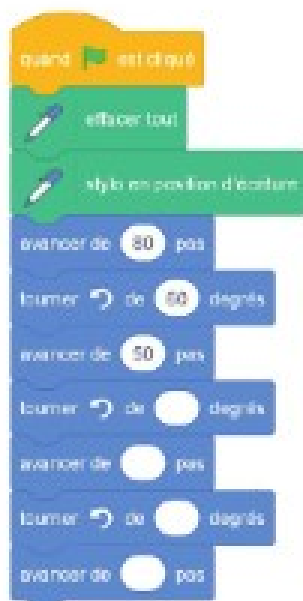 quand est cliqué
effacer tout
stylo en position d'écriture
avancer de 80 pas
tourner de 60 degrés
avancer de 50 pas
tourner de degrés
avancer de pas
tourner de degrés
avancer de pas